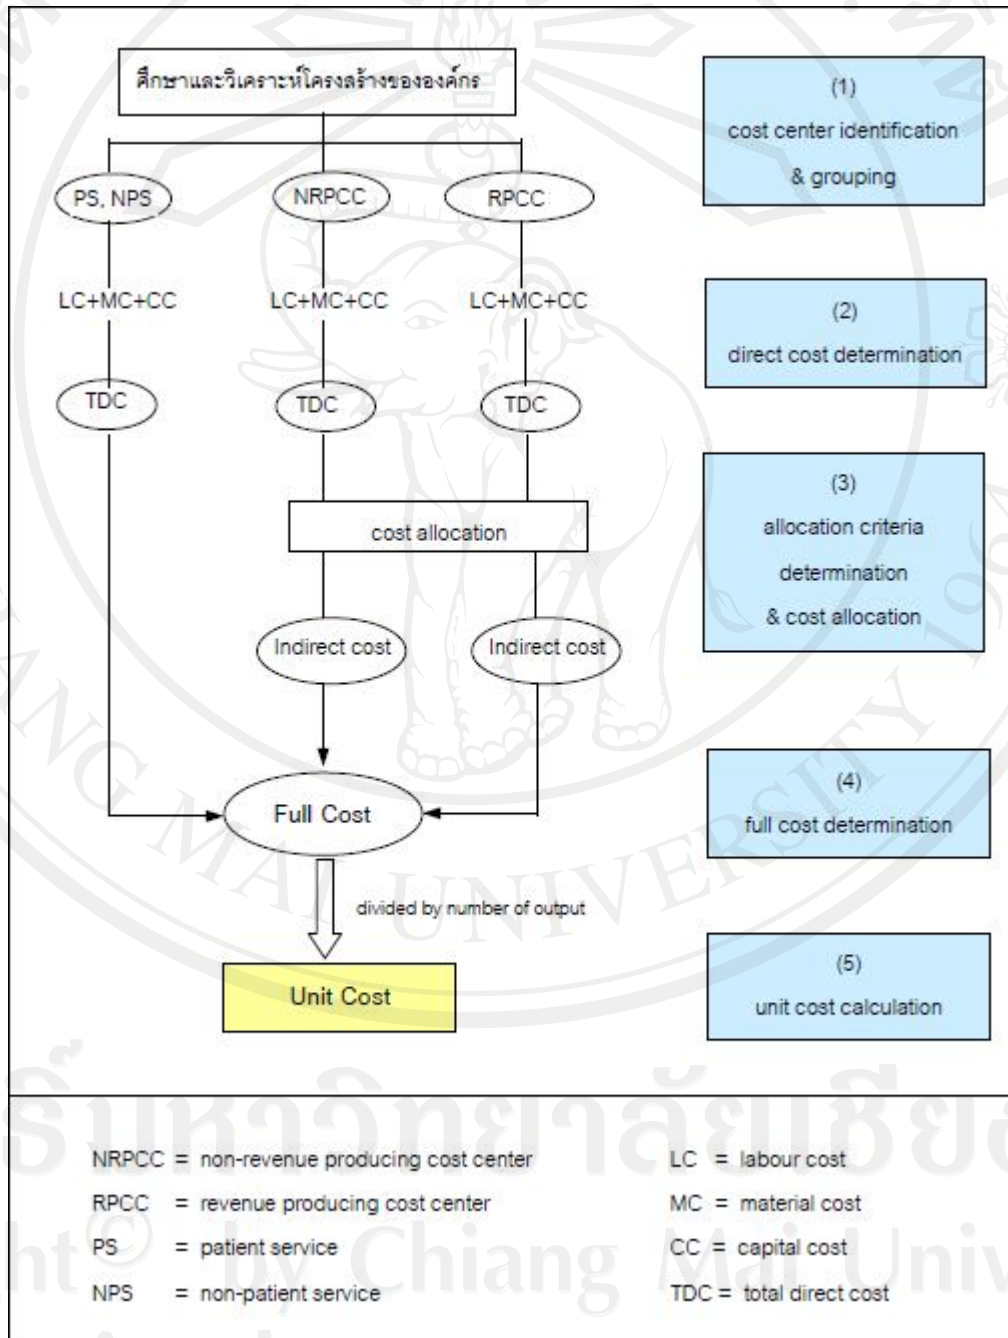 ศึกษาและวิเคราะห์โครงสร้างขององค์กร
PS, NPS
NRPCC
RPCC
LC+MC+CC
LC+MC+CC
LC+MC+CC
TDC
TDC
TDC
cost allocation
Indirect cost
Indirect cost
Full Cost
divided by number of output
Unit Cost
(1)
cost center identification
& grouping
(2)
direct cost determination
(3)
allocation criteria
determination
& cost allocation
(4)
full cost determination
(5)
unit cost calculation
NRPCC = non-revenue producing cost center
RPCC = revenue producing cost center
PS = patient service
NPS = non-patient service
LC = labour cost
MC = material cost
CC = capital cost
TDC = total direct cost
MAI UNIVERSITY
by Chiang Mai